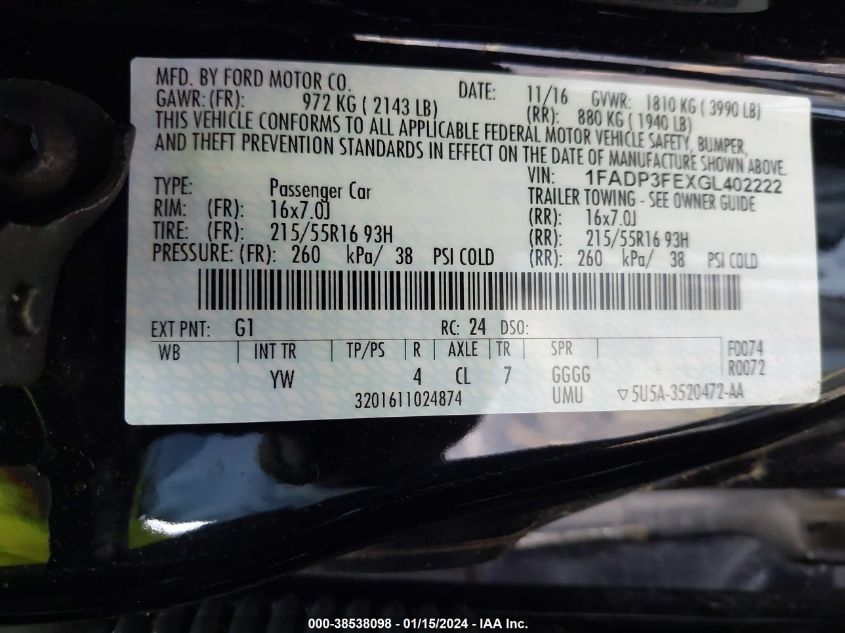 MFD. BY FORD MOTOR CO. DATE: 11/16 GVWR: 1810 KG ( 3990 LB)
GAWR:(FR): 972 KG ( 2143 LB) (RR): 880 KG ( 1940 LB)
THIS VEHICLE CONFORMS TO ALL APPLICABLE FEDERAL MOTOR VEHICLE SAFETY, BUMPER,
AND THEFT PREVENTION STANDARDS IN EFFECT ON THE DATE OF MANUFACTURE SHOWN ABOVE.
VIN: 1FADP3FEXGL402222
TYPE: Passenger Car TRAILER TOWING - SEE OWNER GUIDE
RIM: (FR): 16x7.0J (RR): 16x7.0J
TIRE: (FR): 215/55R16 93H (RR): 215/55R16 93H
PRESSURE: (FR): 260 kPa/ 38 PSI COLD (RR): 260 kPa/ 38 PSI COLD
EXT PNT: G1 RC: 24 DSO:
WB INT TR TP/PS R AXLE TR SPR F0074
YW 4 CL 7 GGGG R0072
3201611024874 UMU ▽5U5A-3520472-AA
000-38538098 - 01/15/2024 - IAA Inc.